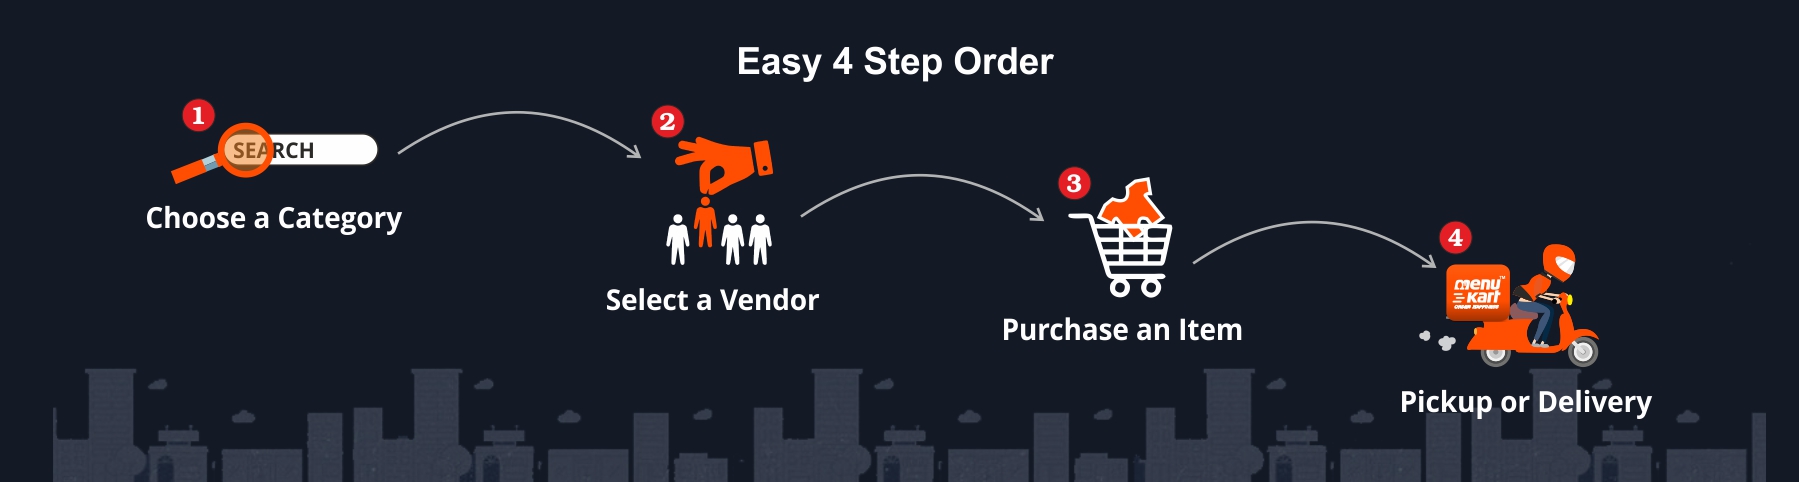 Easy 4 Step Order
1
SEARCH
Choose a Category
2
Select a Vendor
3
Purchase an Item
4
menu
kart
Pickup or Delivery